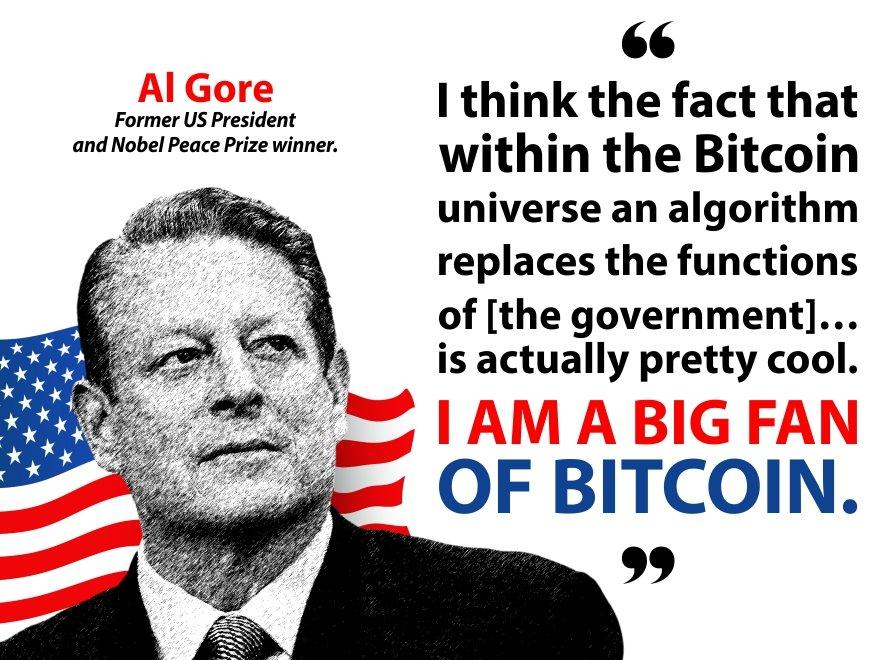 Al Gore
Former US President
and Nobel Peace Prize winner.
“
I think the fact that
within the Bitcoin
universe an algorithm
replaces the functions
of [the government]…
is actually pretty cool.
I AM A BIG FAN
OF BITCOIN.
”